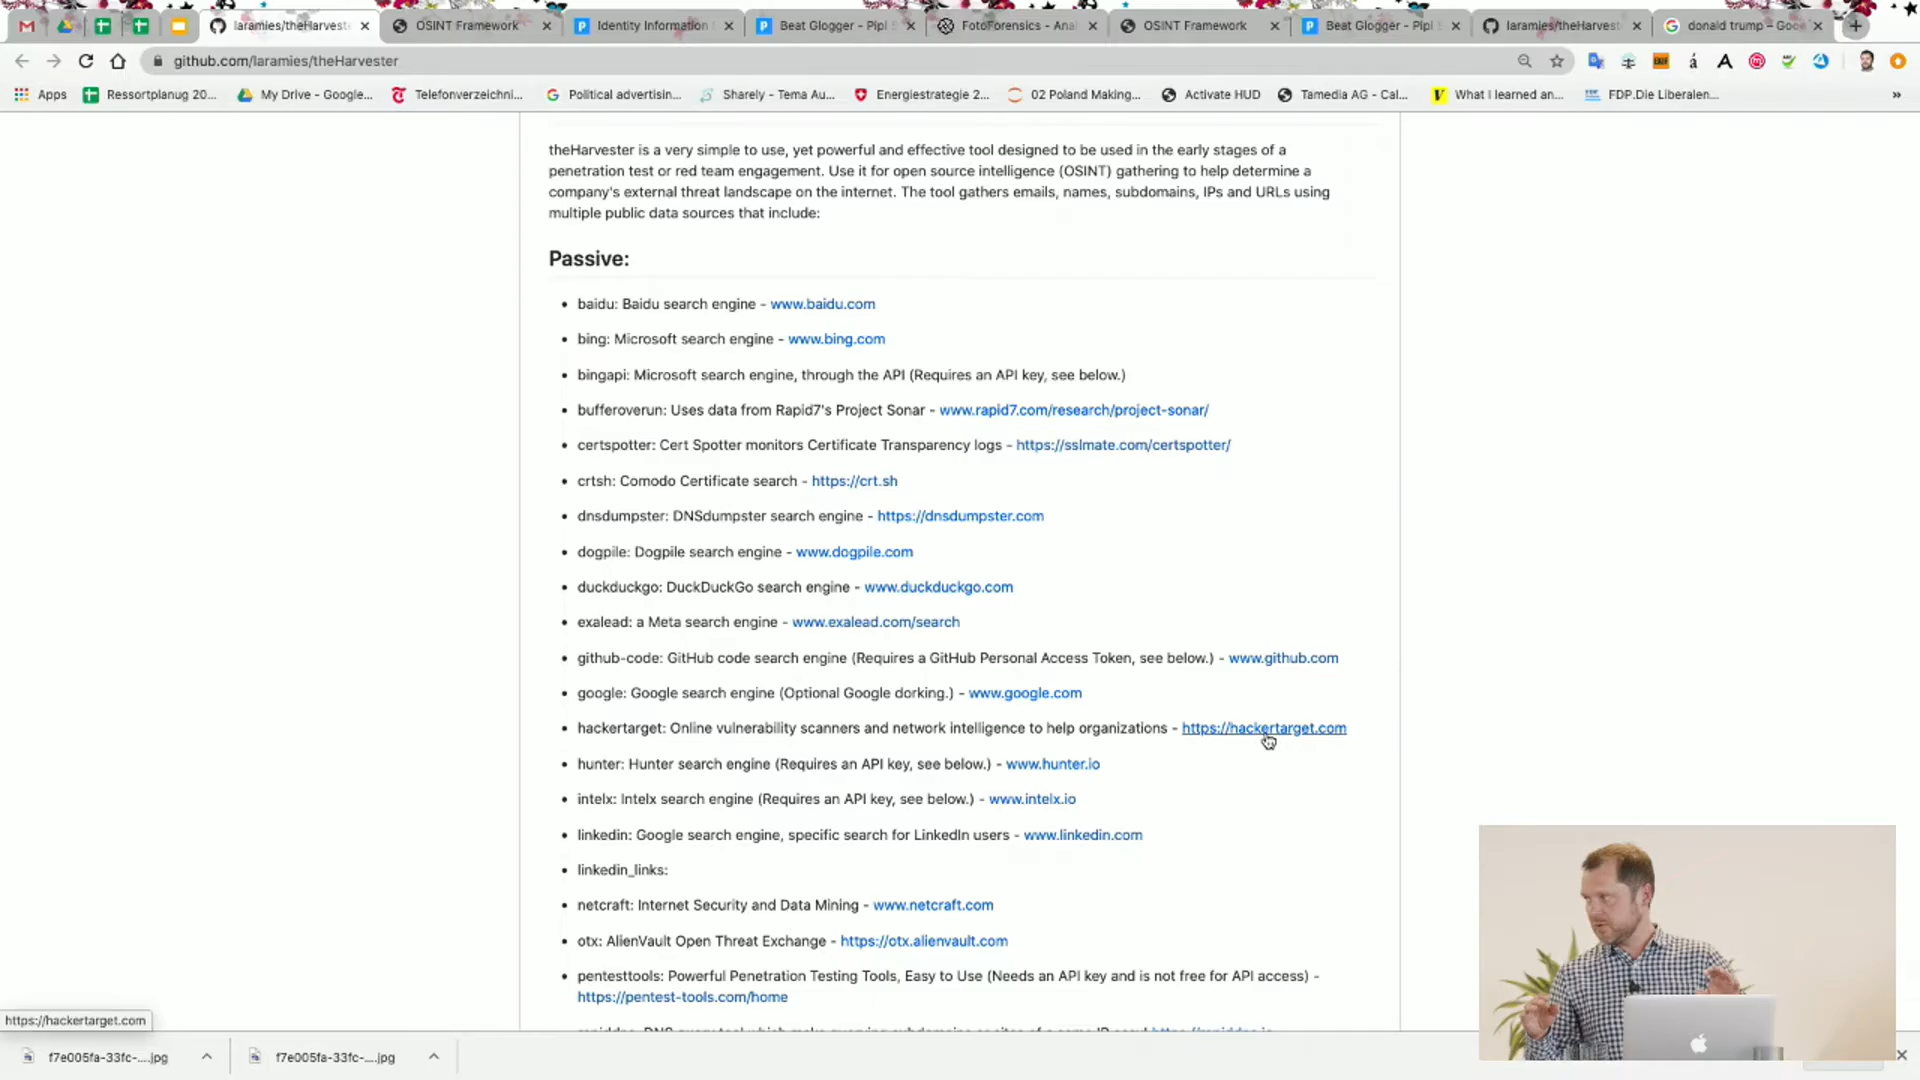 laramies/theHarveste
OSINT Framework
Identity Information
Beat Glogger - Pipl S
FotoForensics - Ana
OSINT Framework
Beat Glogger - Pipl S
laramies/theHarvest
donald trump – Goo
github.com/laramies/theHarvester
Apps
Ressortplanug 20...
My Drive - Google...
Telefonverzeichni...
Political advertisin...
Sharely - Tema Au...
Energiestrategie 2...
02 Poland Making...
Activate HUD
Tamedia AG - Cal...
What I learned an...
FDP.Die Liberalen...
»
theHarvester is a very simple to use, yet powerful and effective tool designed to be used in the early stages of a
penetration test or red team engagement. Use it for open source intelligence (OSINT) gathering to help determine a
company's external threat landscape on the internet. The tool gathers emails, names, subdomains, IPs and URLs using
multiple public data sources that include:
Passive:
• baidu: Baidu search engine - www.baidu.com
• bing: Microsoft search engine - www.bing.com
• bingapi: Microsoft search engine, through the API (Requires an API key, see below.)
• bufferoverun: Uses data from Rapid7's Project Sonar - www.rapid7.com/research/project-sonar/
• certspotter: Cert Spotter monitors Certificate Transparency logs - https://sslmate.com/certspotter/
• crtsh: Comodo Certificate search - https://crt.sh
• dnsdumpster: DNSdumpster search engine - https://dnsdumpster.com
• dogpile: Dogpile search engine - www.dogpile.com
• duckduckgo: DuckDuckGo search engine - www.duckduckgo.com
• exalead: a Meta search engine - www.exalead.com/search
• github-code: GitHub code search engine (Requires a GitHub Personal Access Token, see below.) - www.github.com
• google: Google search engine (Optional Google dorking.) - www.google.com
• hackertarget: Online vulnerability scanners and network intelligence to help organizations - https://hackertarget.com
• hunter: Hunter search engine (Requires an API key, see below.) - www.hunter.io
• intelx: Intelx search engine (Requires an API key, see below.) - www.intelx.io
• linkedin: Google search engine, specific search for LinkedIn users - www.linkedin.com
• linkedin_links:
• netcraft: Internet Security and Data Mining - www.netcraft.com
• otx: AlienVault Open Threat Exchange - https://otx.alienvault.com
• pentesttools: Powerful Penetration Testing Tools, Easy to Use (Needs an API key and is not free for API access) -
https://pentest-tools.com/home
https://hackertarget.com
f7e005fa-33fc-....jpg
f7e005fa-33fc-....jpg